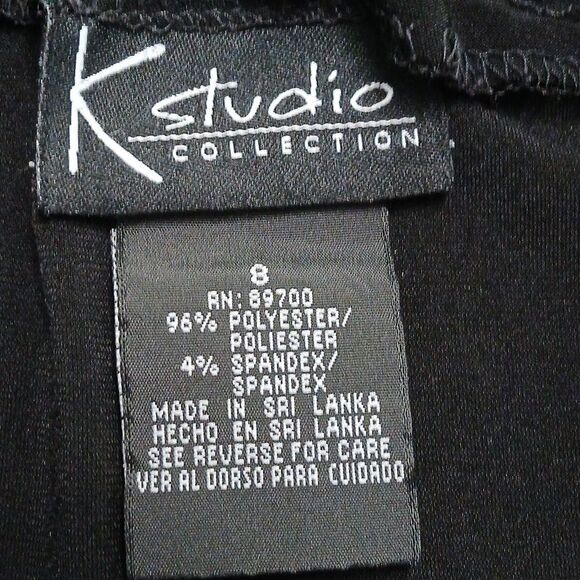 K studio
COLLECTION
8
RN: 89700
96% POLYESTER/
POLIESTER
4% SPANDEX/
SPANDEX
MADE IN SRI LANKA
HECHO EN SRI LANKA
SEE REVERSE FOR CARE
VER AL DORSO PARA CUIDADO